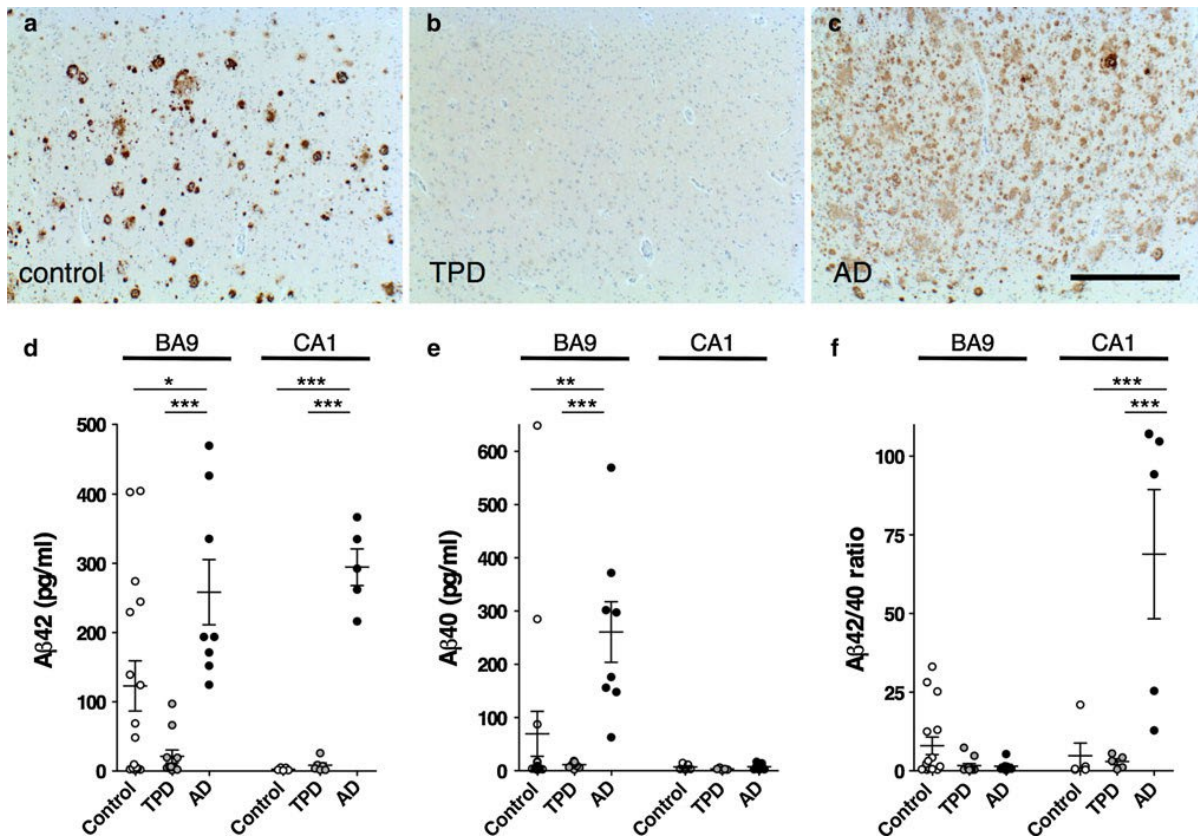 a
control
b
TPD
c
AD
d
BA9 CA1
* ***
*** ***
Aβ42 (pg/ml)
500
400
300
200
100
0
Control TPD AD Control TPD AD
e
BA9 CA1
**
***
Aβ40 (pg/ml)
600
500
400
300
200
100
0
Control TPD AD Control TPD AD
f
BA9 CA1
***
***
Aβ42/40 ratio
100
75
50
25
0
Control TPD AD Control TPD AD